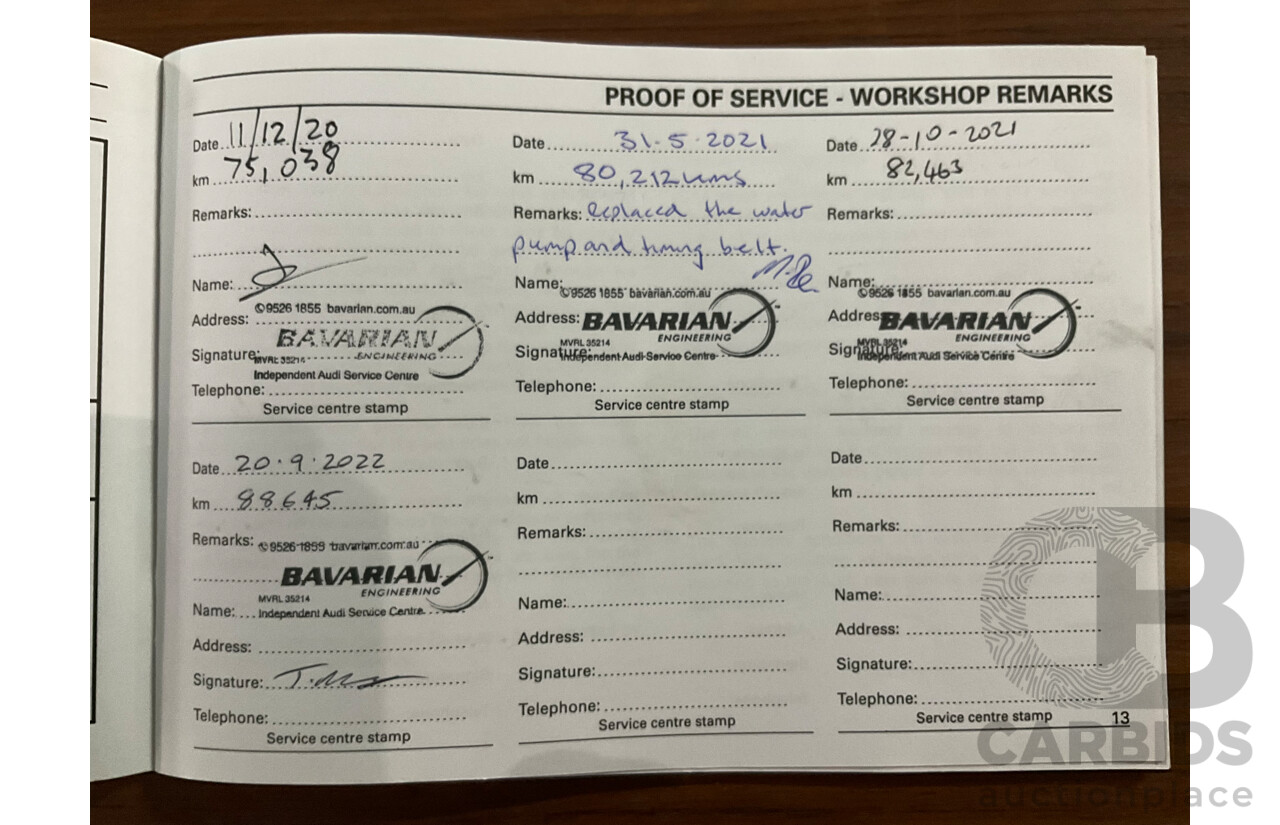 PROOF OF SERVICE - WORKSHOP REMARKS
Date 11/12/20
km 75,038
Remarks:
Name:
©9526 1855 bavarian.com.au
Address:
BAVARIAN
ENGINEERING
Signature:
MVRL 35214
Independent Audi Service Centre
Telephone:
Service centre stamp
Date 31-5-2021
km 80,212kms
Remarks: Replaced the water
pump and timing belt.
Name:
©9526 1855 bavarian.com.au
Address: BAVARIAN
ENGINEERING
MVRL 35214
Signature:
Independent Audi Service Centre
Telephone:
Service centre stamp
Date 28-10-2021
km 82,463
Remarks:
Name:
©9526 1855 bavarian.com.au
Address: BAVARIAN
ENGINEERING
MVRL 35214
Signature:
Independent Audi Service Centre
Telephone:
Service centre stamp
Date 20.9.2022
km 88645
Remarks: ©9526 1855 bavarian.com.au
BAVARIAN
ENGINEERING
MVRL 35214
Name: Independent Audi Service Centre
Address:
Signature:
Telephone:
Service centre stamp
Date
km
Remarks:
Name:
Address:
Signature:
Telephone:
Service centre stamp
Date
km
Remarks:
Name:
Address:
Signature:
Telephone:
Service centre stamp
13
CARBIDS
auctionplace